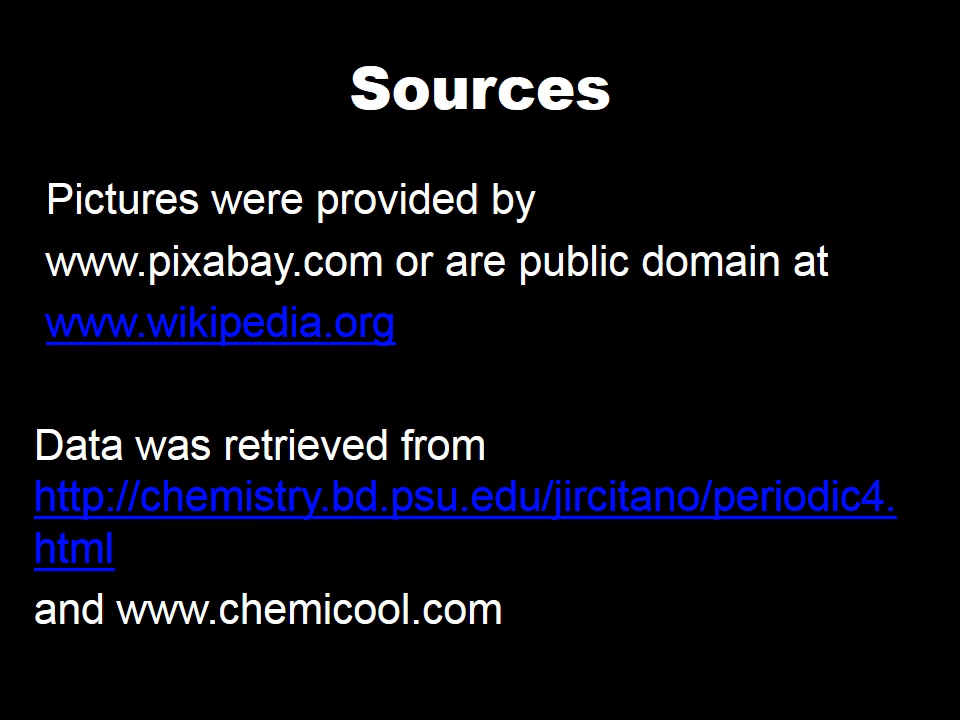 Sources
Pictures were provided by
www.pixabay.com or are public domain at
www.wikipedia.org
Data was retrieved from
http://chemistry.bd.psu.edu/jircitano/periodic4.
html
and www.chemicool.com